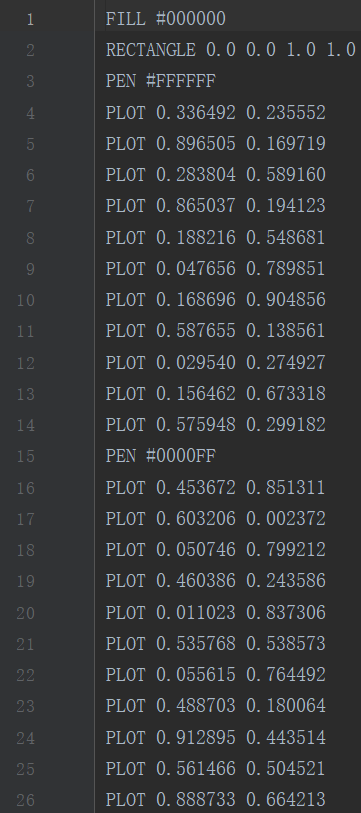 1 FILL #000000
2 RECTANGLE 0.0 0.0 1.0 1.0
3 PEN #FFFFFF
4 PLOT 0.336492 0.235552
5 PLOT 0.896505 0.169719
6 PLOT 0.283804 0.589160
7 PLOT 0.865037 0.194123
8 PLOT 0.188216 0.548681
9 PLOT 0.047656 0.789851
10 PLOT 0.168696 0.904856
11 PLOT 0.587655 0.138561
12 PLOT 0.029540 0.274927
13 PLOT 0.156462 0.673318
14 PLOT 0.575948 0.299182
15 PEN #0000FF
16 PLOT 0.453672 0.851311
17 PLOT 0.603206 0.002372
18 PLOT 0.050746 0.799212
19 PLOT 0.460386 0.243586
20 PLOT 0.011023 0.837306
21 PLOT 0.535768 0.538573
22 PLOT 0.055615 0.764492
23 PLOT 0.488703 0.180064
24 PLOT 0.912895 0.443514
25 PLOT 0.561466 0.504521
26 PLOT 0.888733 0.664213